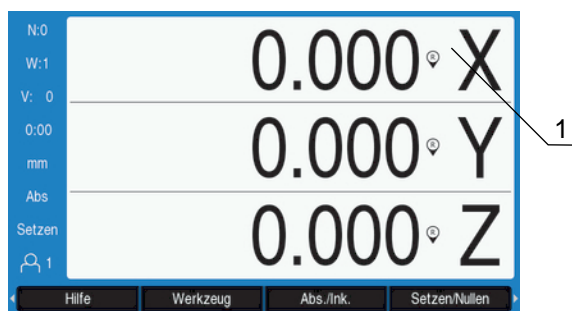 N:0
W:1
V: 0
0:00
mm
Abs
Setzen
1
0.000 R X
0.000 R Y
0.000 R Z
1
Hilfe Werkzeug Abs./Ink. Setzen/Nullen